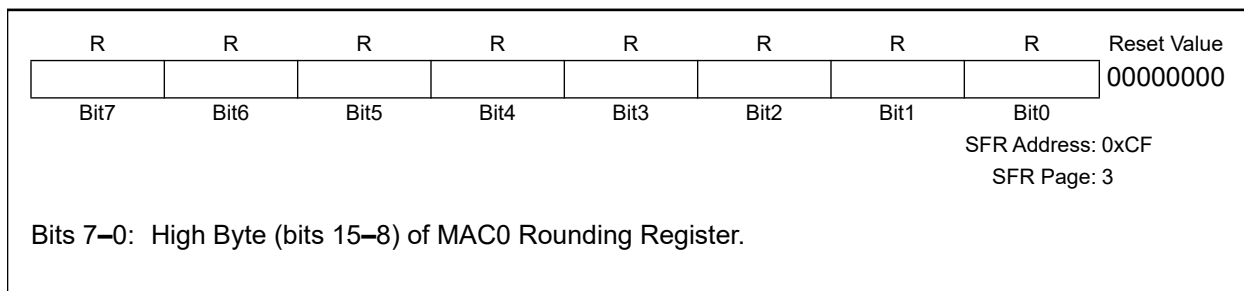 R R R R R R R R Reset Value
00000000
Bit7 Bit6 Bit5 Bit4 Bit3 Bit2 Bit1 Bit0
SFR Address: 0xCF
SFR Page: 3
Bits 7–0: High Byte (bits 15–8) of MAC0 Rounding Register.